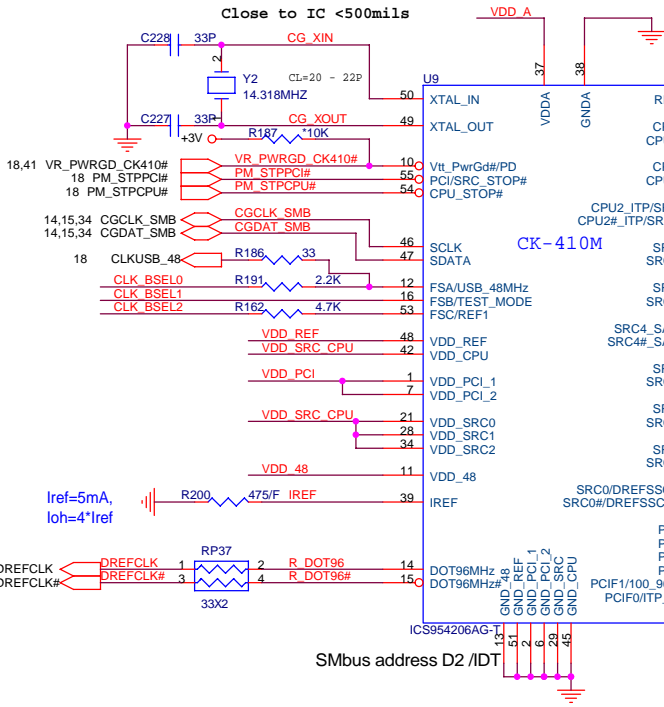 Close to IC <500mils
VDD_A
C228 33P CG_XIN
37 38
2
Y2 CL=20 - 22P
14.318MHZ
U9
VDDA GNDA
50 XTAL_IN
1
C227 33P CG_XOUT 49 XTAL_OUT
+3V R187 *10K
18,41 VR_PWRGD_CK410# VR_PWRGD_CK410# 10 Vtt_PwrGd#/PD
18 PM_STPPCI# PM_STPPCI# 55 PCI/SRC_STOP#
18 PM_STPCPU# PM_STPCPU# 54 CPU_STOP#
CPU2_ITP/SR
CPU2#_ITP/SR
14,15,34 CGCLK_SMB CGCLK_SMB 46 SCLK
14,15,34 CGDAT_SMB CGDAT_SMB 47 SDATA
CK-410M
18 CLKUSB_48 R186 33
CLK_BSEL0 R191 2.2K 12 FSA/USB_48MHz
CLK_BSEL1 16 FSB/TEST_MODE
CLK_BSEL2 R162 4.7K 53 FSC/REF1
VDD_REF 48 VDD_REF
VDD_SRC_CPU 42 VDD_CPU
SRC4_SA
SRC4#_SA
VDD_PCI 1 VDD_PCI_1
7 VDD_PCI_2
VDD_SRC_CPU 21 VDD_SRC0
28 VDD_SRC1
34 VDD_SRC2
VDD_48 11 VDD_48
Iref=5mA,
Ioh=4*Iref
R200 475/F IREF 39 IREF
SRC0/DREFSS
SRC0#/DREFSSC
DREFCLK DREFCLK 1 RP37 2 R_DOT96 14 DOT96MHz
DREFCLK# DREFCLK# 3 4 R_DOT96# 15 DOT96MHz#
33X2
PCIF1/100_96
PCIF0/ITP_
GND_48 GND_REF GND_PCI_1 GND_PCI_2 GND_SRC GND_CPU
ICS954206AG-T
13 51 2 6 29 45
SMbus address D2 /IDT